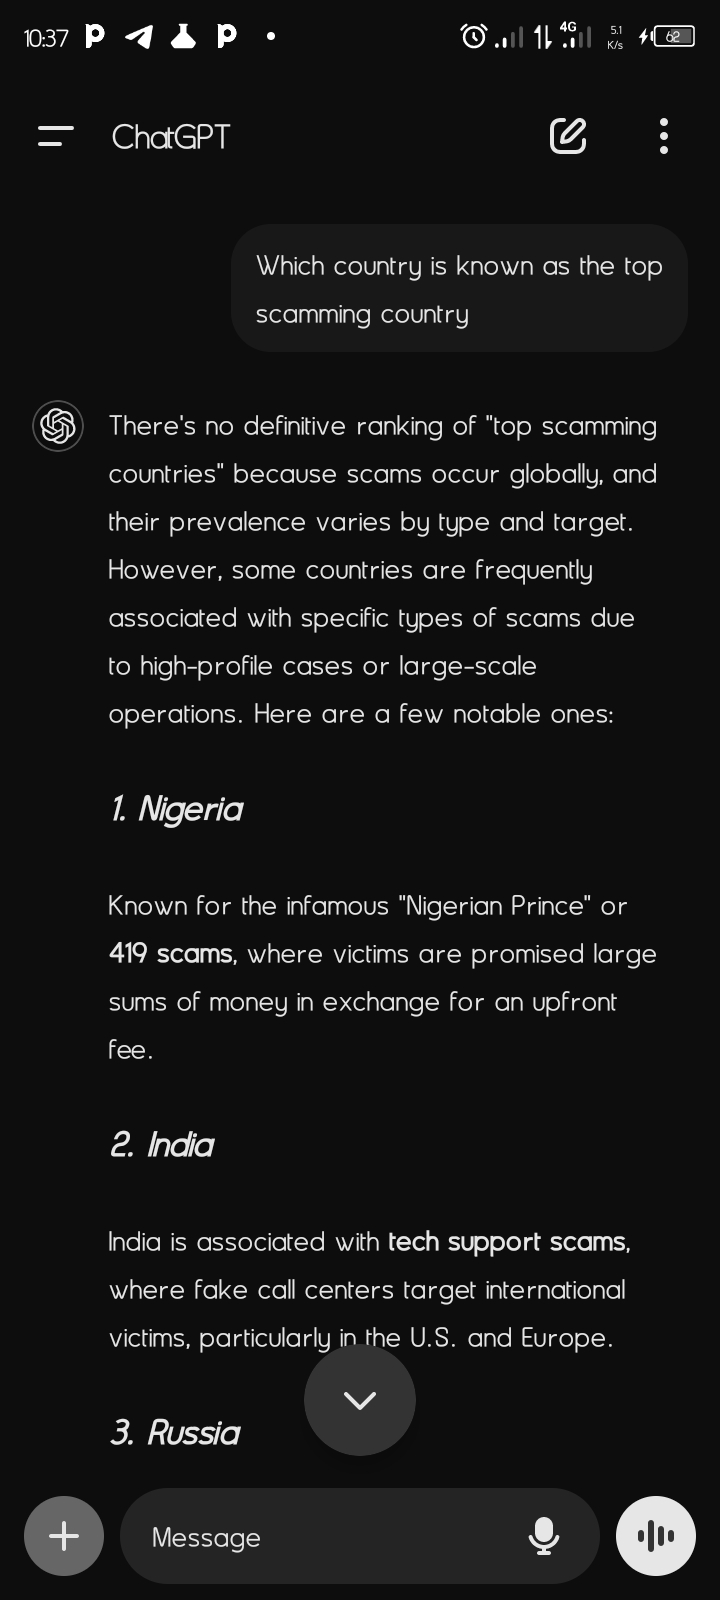 10:37
4G
5.1
K/s
62
ChatGPT
Which country is known as the top
scamming country
There's no definitive ranking of "top scamming
countries" because scams occur globally, and
their prevalence varies by type and target.
However, some countries are frequently
associated with specific types of scams due
to high-profile cases or large-scale
operations. Here are a few notable ones:
1. Nigeria
Known for the infamous "Nigerian Prince" or
419 scams, where victims are promised large
sums of money in exchange for an upfront
fee.
2. India
India is associated with tech support scams,
where fake call centers target international
victims, particularly in the U.S. and Europe.
3. Russia
Message